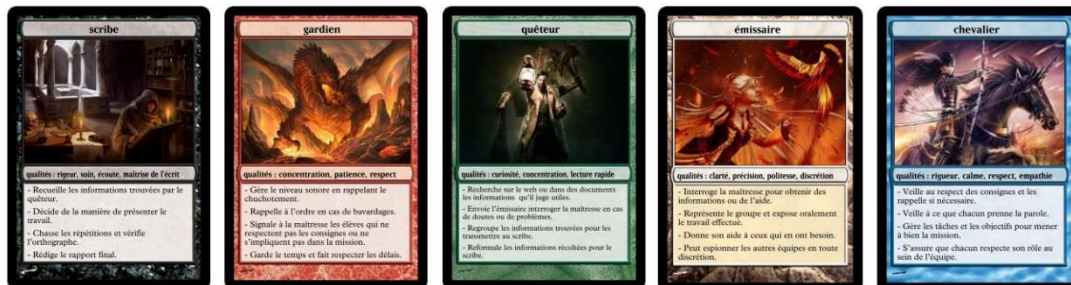 scribe
qualités : rigeur, soin, écoute, maîtrise de l'écrit
- Recueille les informations trouvées par le
quêteur.
- Décide de la manière de présenter le
travail.
- Chasse les répétitions et vérifie
l'orthographe.
- Rédige le rapport final.
gardien
qualités : concentration, patience, respect
- Gère le niveau sonore en rappelant le
chuchotement.
- Rappelle à l'ordre en cas de bavardages.
- Signale à la maîtresse les élèves qui ne
respectent pas les consignes ou ne
s'impliquent pas dans la mission.
- Garde le temps et fait respecter les délais.
quêteur
qualités : curiosité, concentration, lecture rapide
- Recherche sur le web ou dans des documents
les informations qu'il juge utiles.
- Envoie l'émissaire interroger la maîtresse en cas
de doutes ou de problèmes.
- Regroupe les informations trouvées pour les
transmettre au scribe.
- Reformule les informations récoltées pour le
scribe.
émissaire
qualités : clarté, précision, politesse, discrétion
- Interroge la maîtresse pour obtenir des
informations ou de l'aide.
- Représente le groupe et expose oralement
le travail effectué.
- Donne son aide à ceux qui en ont besoin.
- Peut espionner les autres équipes en toute
discrétion.
chevalier
qualités : rigueur, calme, respect, empathie
- Veille au respect des consignes et les
rappelle si nécessaire.
- Veille à ce que chacun prenne la parole.
- Gère les tâches et les objectifs pour mener
à bien la mission.
- S'assure que chacun respecte son rôle au
sein de l'équipe.